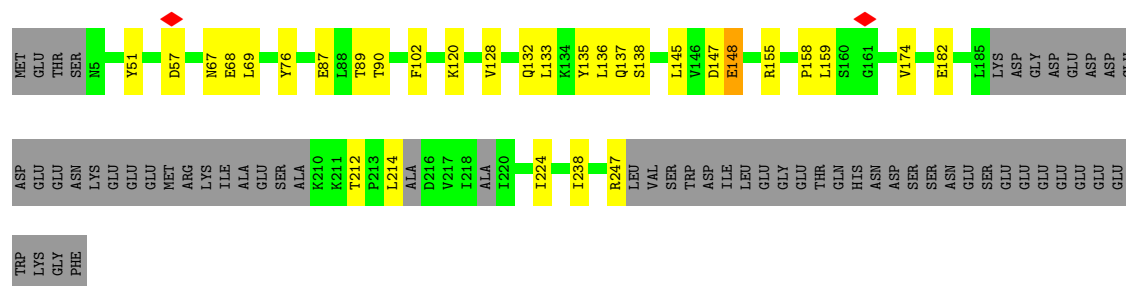 MET GLU THR SER N5 Y51 D57 N67 E68 L69 Y76 E87 L88 T89 T90 F102 K120 V128 Q132 L133 K134 Y135 L136 Q137 S138 L145 V146 D147 E148 R155 P158 L159 S160 G161 V174 E182 L185 LYS ASP GLY ASP GLU ASP ASP GLU
ASP GLU GLU ASN LYS GLU GLU GLU MET ARG LYS ILE ALA GLU SER ALA K210 K211 T212 P213 L214 ALA D216 V217 I218 ALA I220 I224 I238 R247 LEU VAL SER TRP ASP ILE LEU GLU GLY GLU THR GLN HIS ASN ASP SER SER ASN GLU SER GLU GLU GLU GLU GLU GLU GLU GLU
TRP LYS GLY PHE